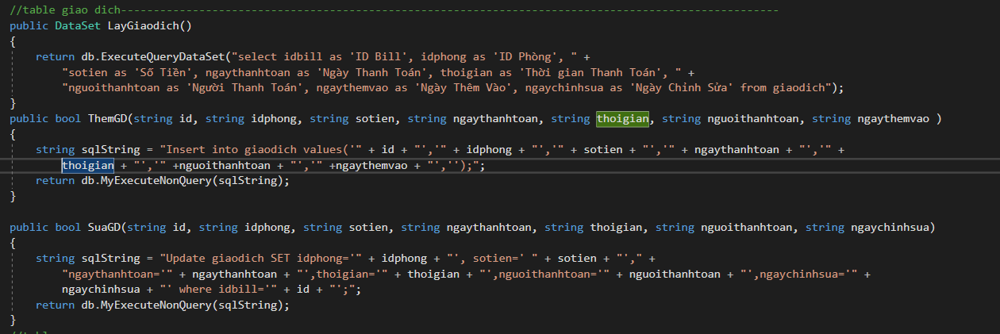 //table giao dich----------------------------------------------------------------------------------------------------
public DataSet LayGiaodich()
{
return db.ExecuteQueryDataSet("select idbill as 'ID Bill', idphong as 'ID Phòng', " +
"sotien as 'Số Tiền', ngaythanhtoan as 'Ngày Thanh Toán', thoigian as 'Thời gian Thanh Toán', " +
"nguoithanhtoan as 'Người Thanh Toán', ngaythemvao as 'Ngày Thêm Vào', ngaychinhsua as 'Ngày Chỉnh Sửa' from giaodich");
}
public bool ThemGD(string id, string idphong, string sotien, string ngaythanhtoan, string thoigian, string nguoithanhtoan, string ngaythemvao )
{
string sqlString = "Insert into giaodich values('" + id + "','" + idphong + "','" + sotien + "','" + ngaythanhtoan + "','" +
thoigian + "','" +nguoithanhtoan + "','" +ngaythemvao + "','');";
return db.MyExecuteNonQuery(sqlString);
}
public bool SuaGD(string id, string idphong, string sotien, string ngaythanhtoan, string thoigian, string nguoithanhtoan, string ngaychinhsua)
{
string sqlString = "Update giaodich SET idphong='" + idphong + "', sotien=' " + sotien + "'," +
"ngaythanhtoan='" + ngaythanhtoan + "',thoigian='" + thoigian + "',nguoithanhtoan='" + nguoithanhtoan + "',ngaychinhsua='" +
ngaychinhsua + "' where idbill='" + id + "';";
return db.MyExecuteNonQuery(sqlString);
}